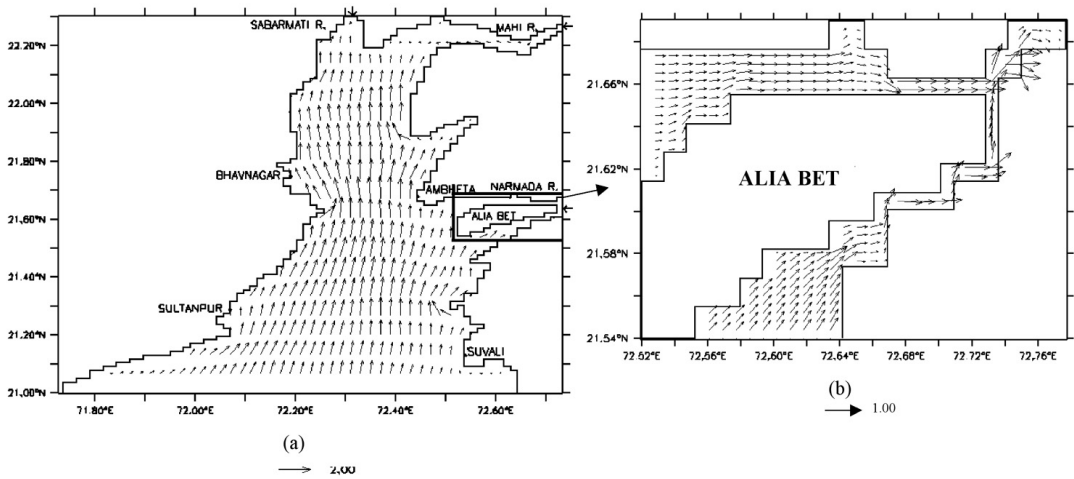 SABARMATI R.
MAHI R.
22.20°N
22.00°N
21.80°N
BHAVNAGAR
AMBHETA
NARMADA R.
21.60°N
ALIA BET
21.40°N
SULTANPUR
21.20°N
SUVALI
21.00°N
71.80°E 72.00°E 72.20°E 72.40°E 72.60°E
(a)
2.00
21.66°N
21.62°N
ALIA BET
21.58°N
21.54°N
72.52°E 72.56°E 72.60°E 72.64°E 72.68°E 72.72°E 72.76°E
(b)
1.00